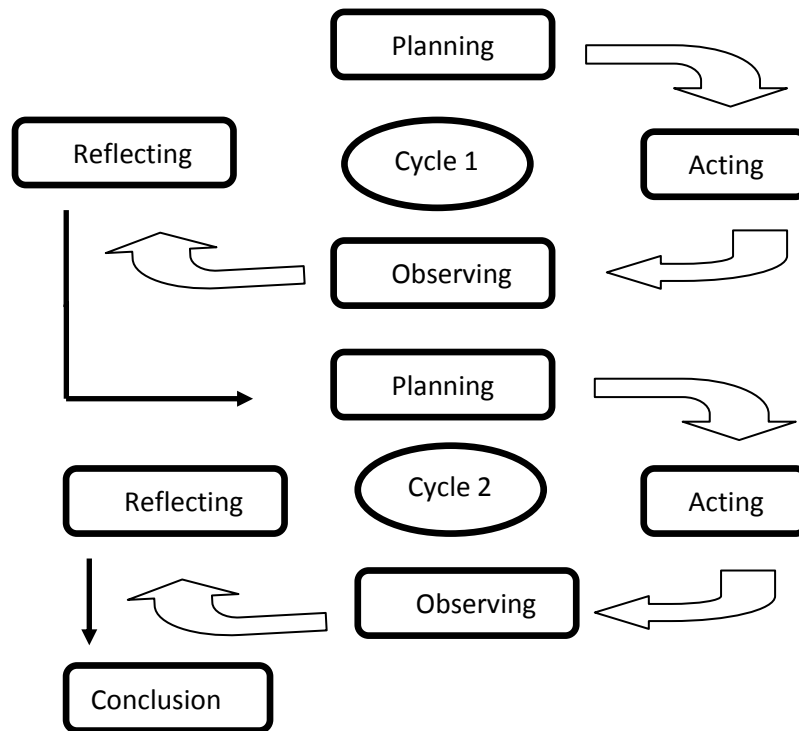 Planning
Reflecting
Cycle 1
Acting
Observing
Planning
Reflecting
Cycle 2
Acting
Observing
Conclusion